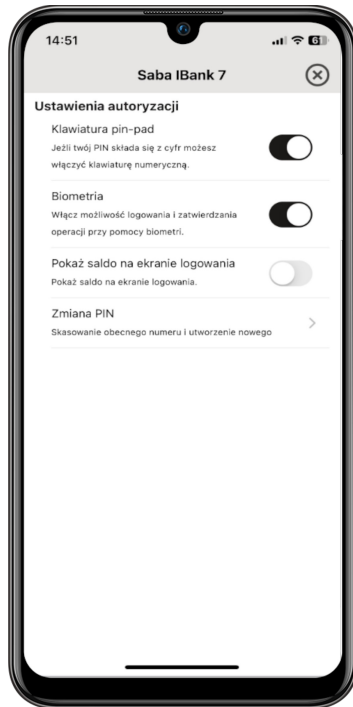 14:51
Saba IBank 7
Ustawienia autoryzacji
Klawiatura pin-pad
Jeżli twój PIN składa się z cyfr możesz
włączyć klawiaturę numeryczną.
Biometria
Włącz możliwość logowania i zatwierdzania
operacji przy pomocy biometri.
Pokaż saldo na ekranie logowania
Pokaż saldo na ekranie logowania.
Zmiana PIN
Skasowanie obecnego numeru i utworzenie nowego